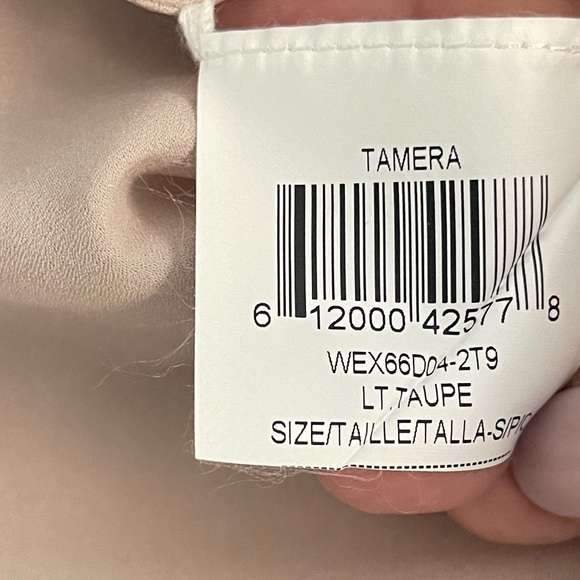 TAMERA
6 12000 42577 8
WEX66D04-2T9
LT.TAUPE
SIZE/TAILLE/TALLA-S/P/C